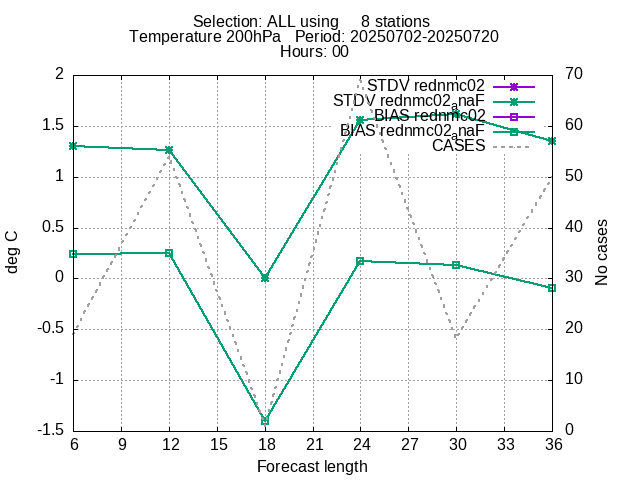 Selection: ALL using     8 stations
Temperature 200hPa   Period: 20250702-20250720
Hours: 00
2
1.5
1
0.5
0
-0.5
-1
-1.5
70
60
50
40
30
20
10
0
STDV rednmc02
STDV rednmc02anaF
BIAS rednmc02
BIAS rednmc02anaF
CASES
deg C
No cases
6 9 12 15 18 21 24 27 30 33 36
Forecast length